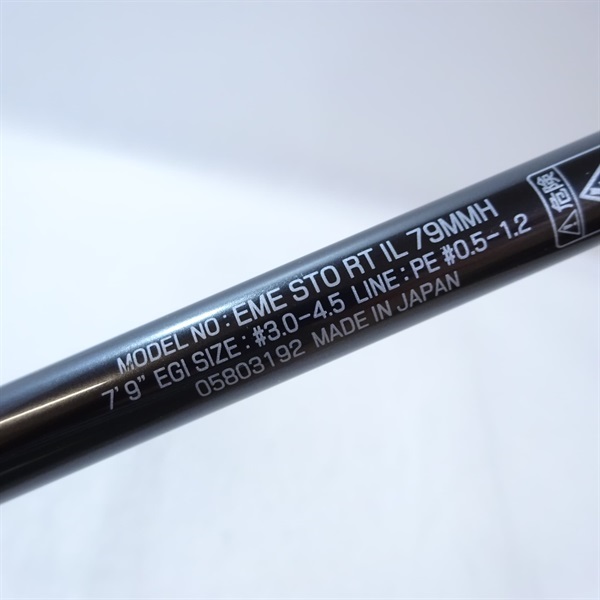 MODEL NO : EME STO RT IL 79MMH
7' 9" EGI SIZE : #3.0-4.5 LINE : PE #0.5-1.2
05803192 MADE IN JAPAN
危険